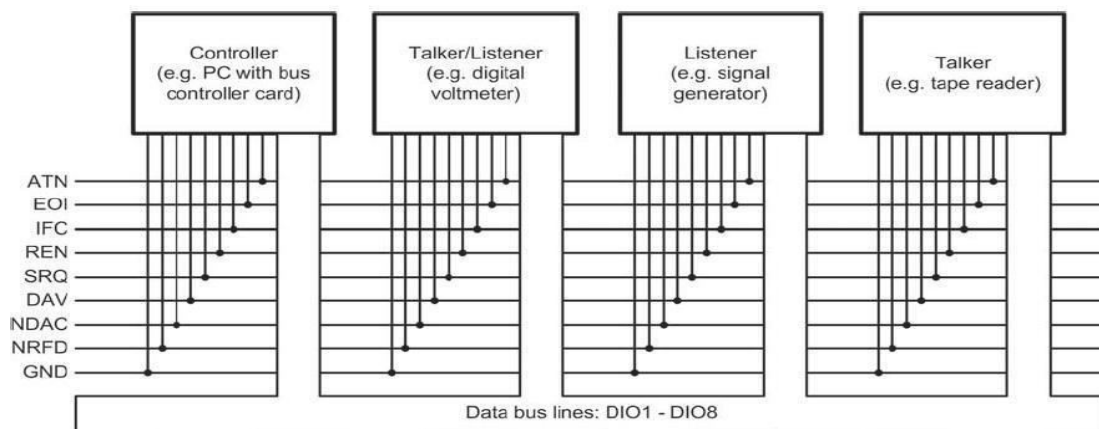 Controller
(e.g. PC with bus
controller card)
Talker/Listener
(e.g. digital
voltmeter)
Listener
(e.g. signal
generator)
Talker
(e.g. tape reader)
ATN
EOI
IFC
REN
SRQ
DAV
NDAC
NRFD
GND
Data bus lines: DIO1 - DIO8